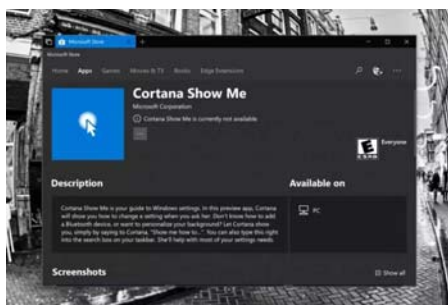 Microsoft Store
Microsoft Store
Home Apps Games Movies & TV Books Edge Extensions
Cortana Show Me
Microsoft Corporation
Cortana Show Me is currently not available.
E
Everyone
Description
Cortana Show Me is your guide to Windows settings. In this preview app, Cortana
will show you how to change a setting when you ask her. Don't know how to add
a Bluetooth device, or want to personalize your background? Let Cortana show
you, simply by saying to Cortana, "Show me how to...". You can also type this right
into the search box on your taskbar. She'll help with most of your settings needs
Available on
PC
Screenshots
Show all